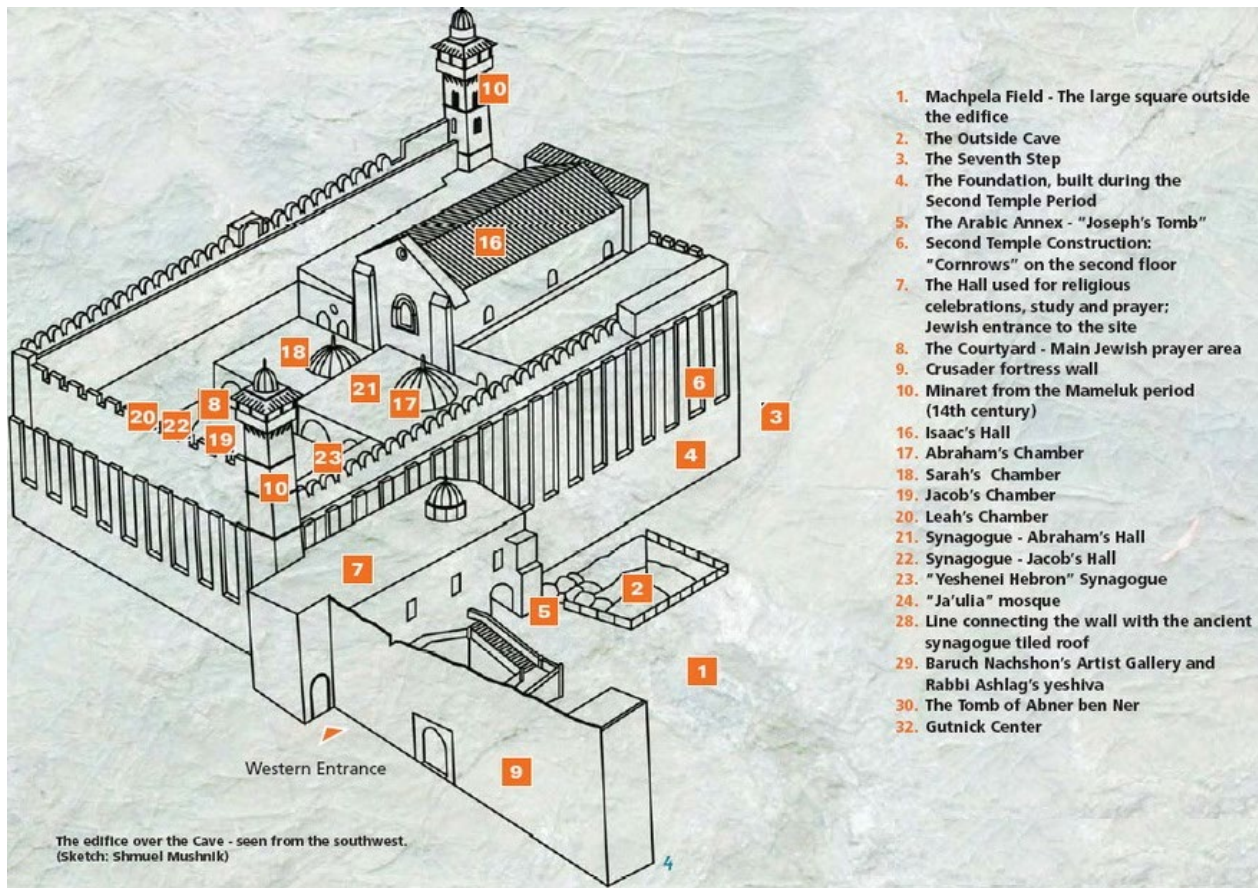 10
16
18
21
17
6
8
20
22
19
3
23
4
10
7
2
5
1
Western Entrance
9
The edifice over the Cave - seen from the southwest.
(Sketch: Shmuel Mushnik)
4
1. Machpela Field - The large square outside
the edifice
2. The Outside Cave
3. The Seventh Step
4. The Foundation, built during the
Second Temple Period
5. The Arabic Annex - "Joseph's Tomb"
6. Second Temple Construction:
"Cornrows" on the second floor
7. The Hall used for religious
celebrations, study and prayer;
Jewish entrance to the site
8. The Courtyard - Main Jewish prayer area
9. Crusader fortress wall
10. Minaret from the Mameluk period
(14th century)
16. Isaac's Hall
17. Abraham's Chamber
18. Sarah's Chamber
19. Jacob's Chamber
20. Leah's Chamber
21. Synagogue - Abraham's Hall
22. Synagogue - Jacob's Hall
23. "Yeshenei Hebron" Synagogue
24. "Ja'ulia" mosque
28. Line connecting the wall with the ancient
synagogue tiled roof
29. Baruch Nachshon's Artist Gallery and
Rabbi Ashlag's yeshiva
30. The Tomb of Abner ben Ner
32. Gutnick Center